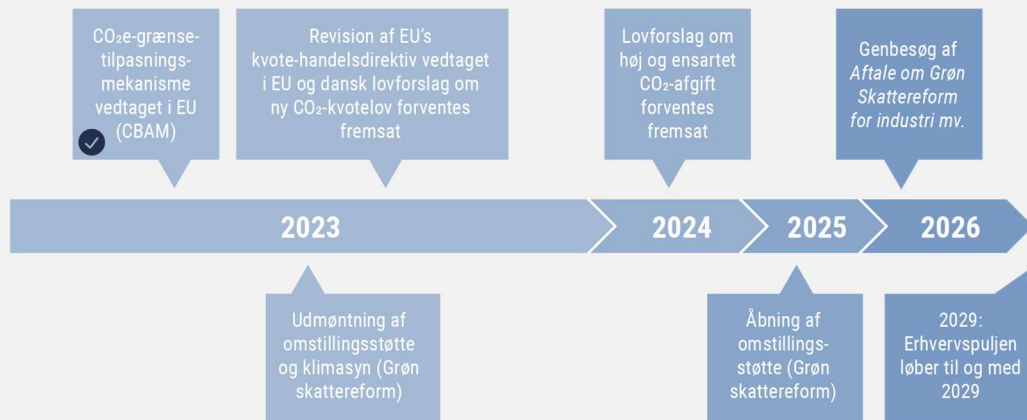 CO₂e-grænse-
tilpasnings-
mekanisme
vedtaget i EU
(CBAM)
Revision af EU's
kvote-handelsdirektiv vedtaget
i EU og dansk lovforslag om
ny CO₂-kvotelov forventes
fremsat
Lovforslag om
høj og ensartet
CO₂-afgift
forventes
fremsat
Genbesøg af
Aftale om Grøn
Skattereform
for industri mv.
2023
2024
2025
2026
Udmøntning af
omstillingsstøtte
og klimasyn (Grøn
skattereform)
Åbning af
omstillings-
støtte (Grøn
skattereform)
2029:
Erhvervspuljen
løber til og med
2029